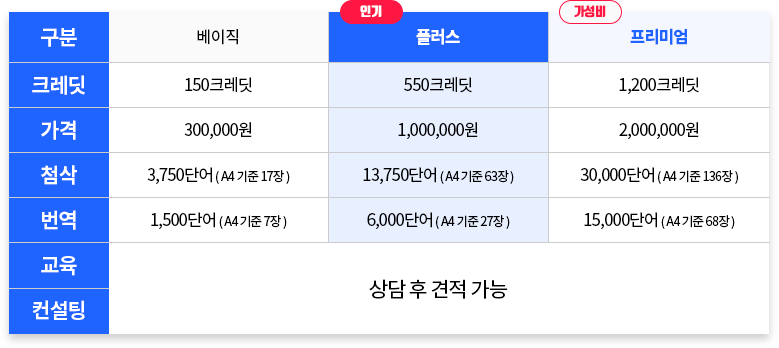 인기
가성비
구분 베이직 플러스 프리미엄
크레딧 150크레딧 550크레딧 1,200크레딧
가격 300,000원 1,000,000원 2,000,000원
첨삭 3,750단어 ( A4 기준 17장 ) 13,750단어 ( A4 기준 63장 ) 30,000단어 ( A4 기준 136장 )
번역 1,500단어 ( A4 기준 7장 ) 6,000단어 ( A4 기준 27장 ) 15,000단어 ( A4 기준 68장 )
교육
상담 후 견적 가능
컨설팅